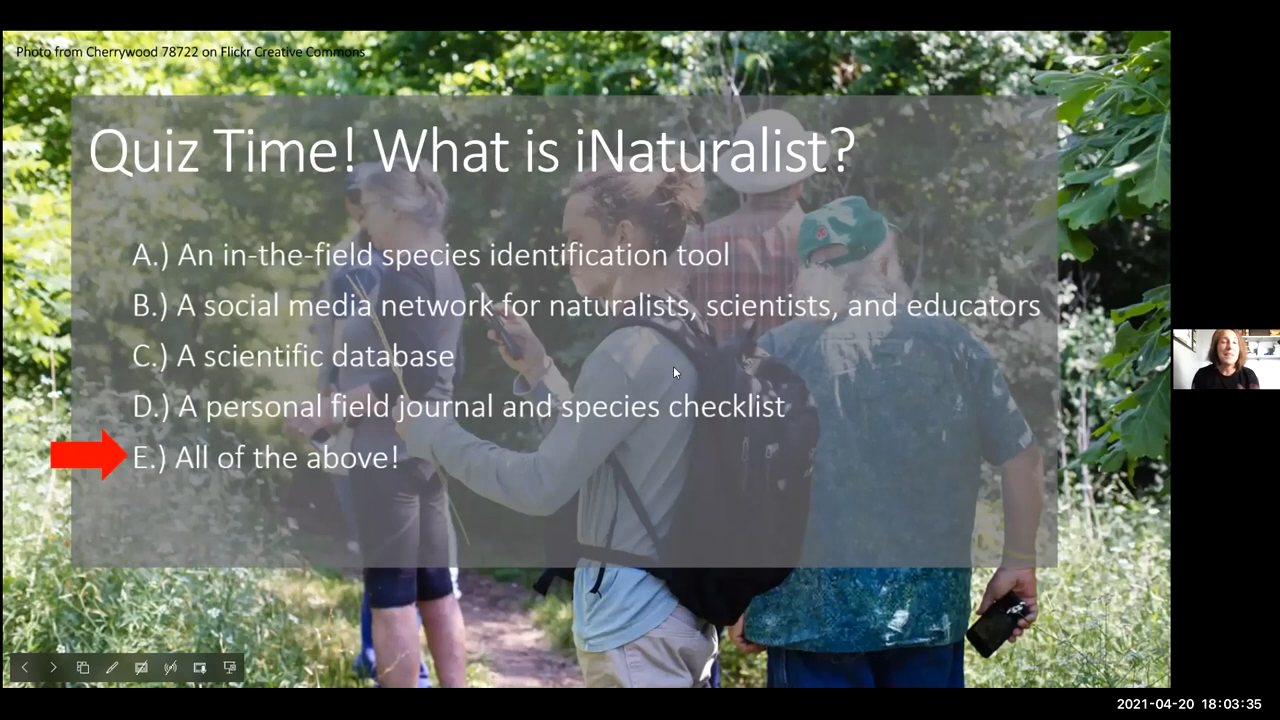 Photo from Cherrywood 78722 on Flickr Creative Commons
Quiz Time! What is iNaturalist?
A.) An in-the-field species identification tool
B.) A social media network for naturalists, scientists, and educators
C.) A scientific database
D.) A personal field journal and species checklist
E.) All of the above!
2021-04-20 18:03:35